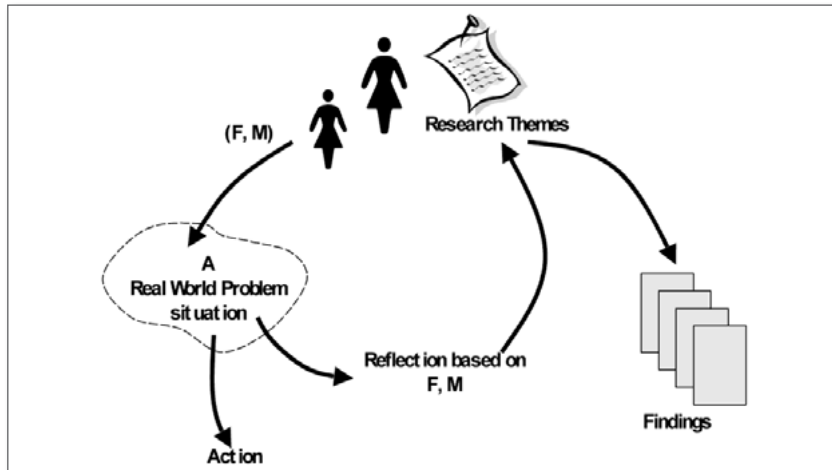 Research Themes
(F, M)
A
Real World Problem
situation
Reflection based on
F, M
Findings
Action